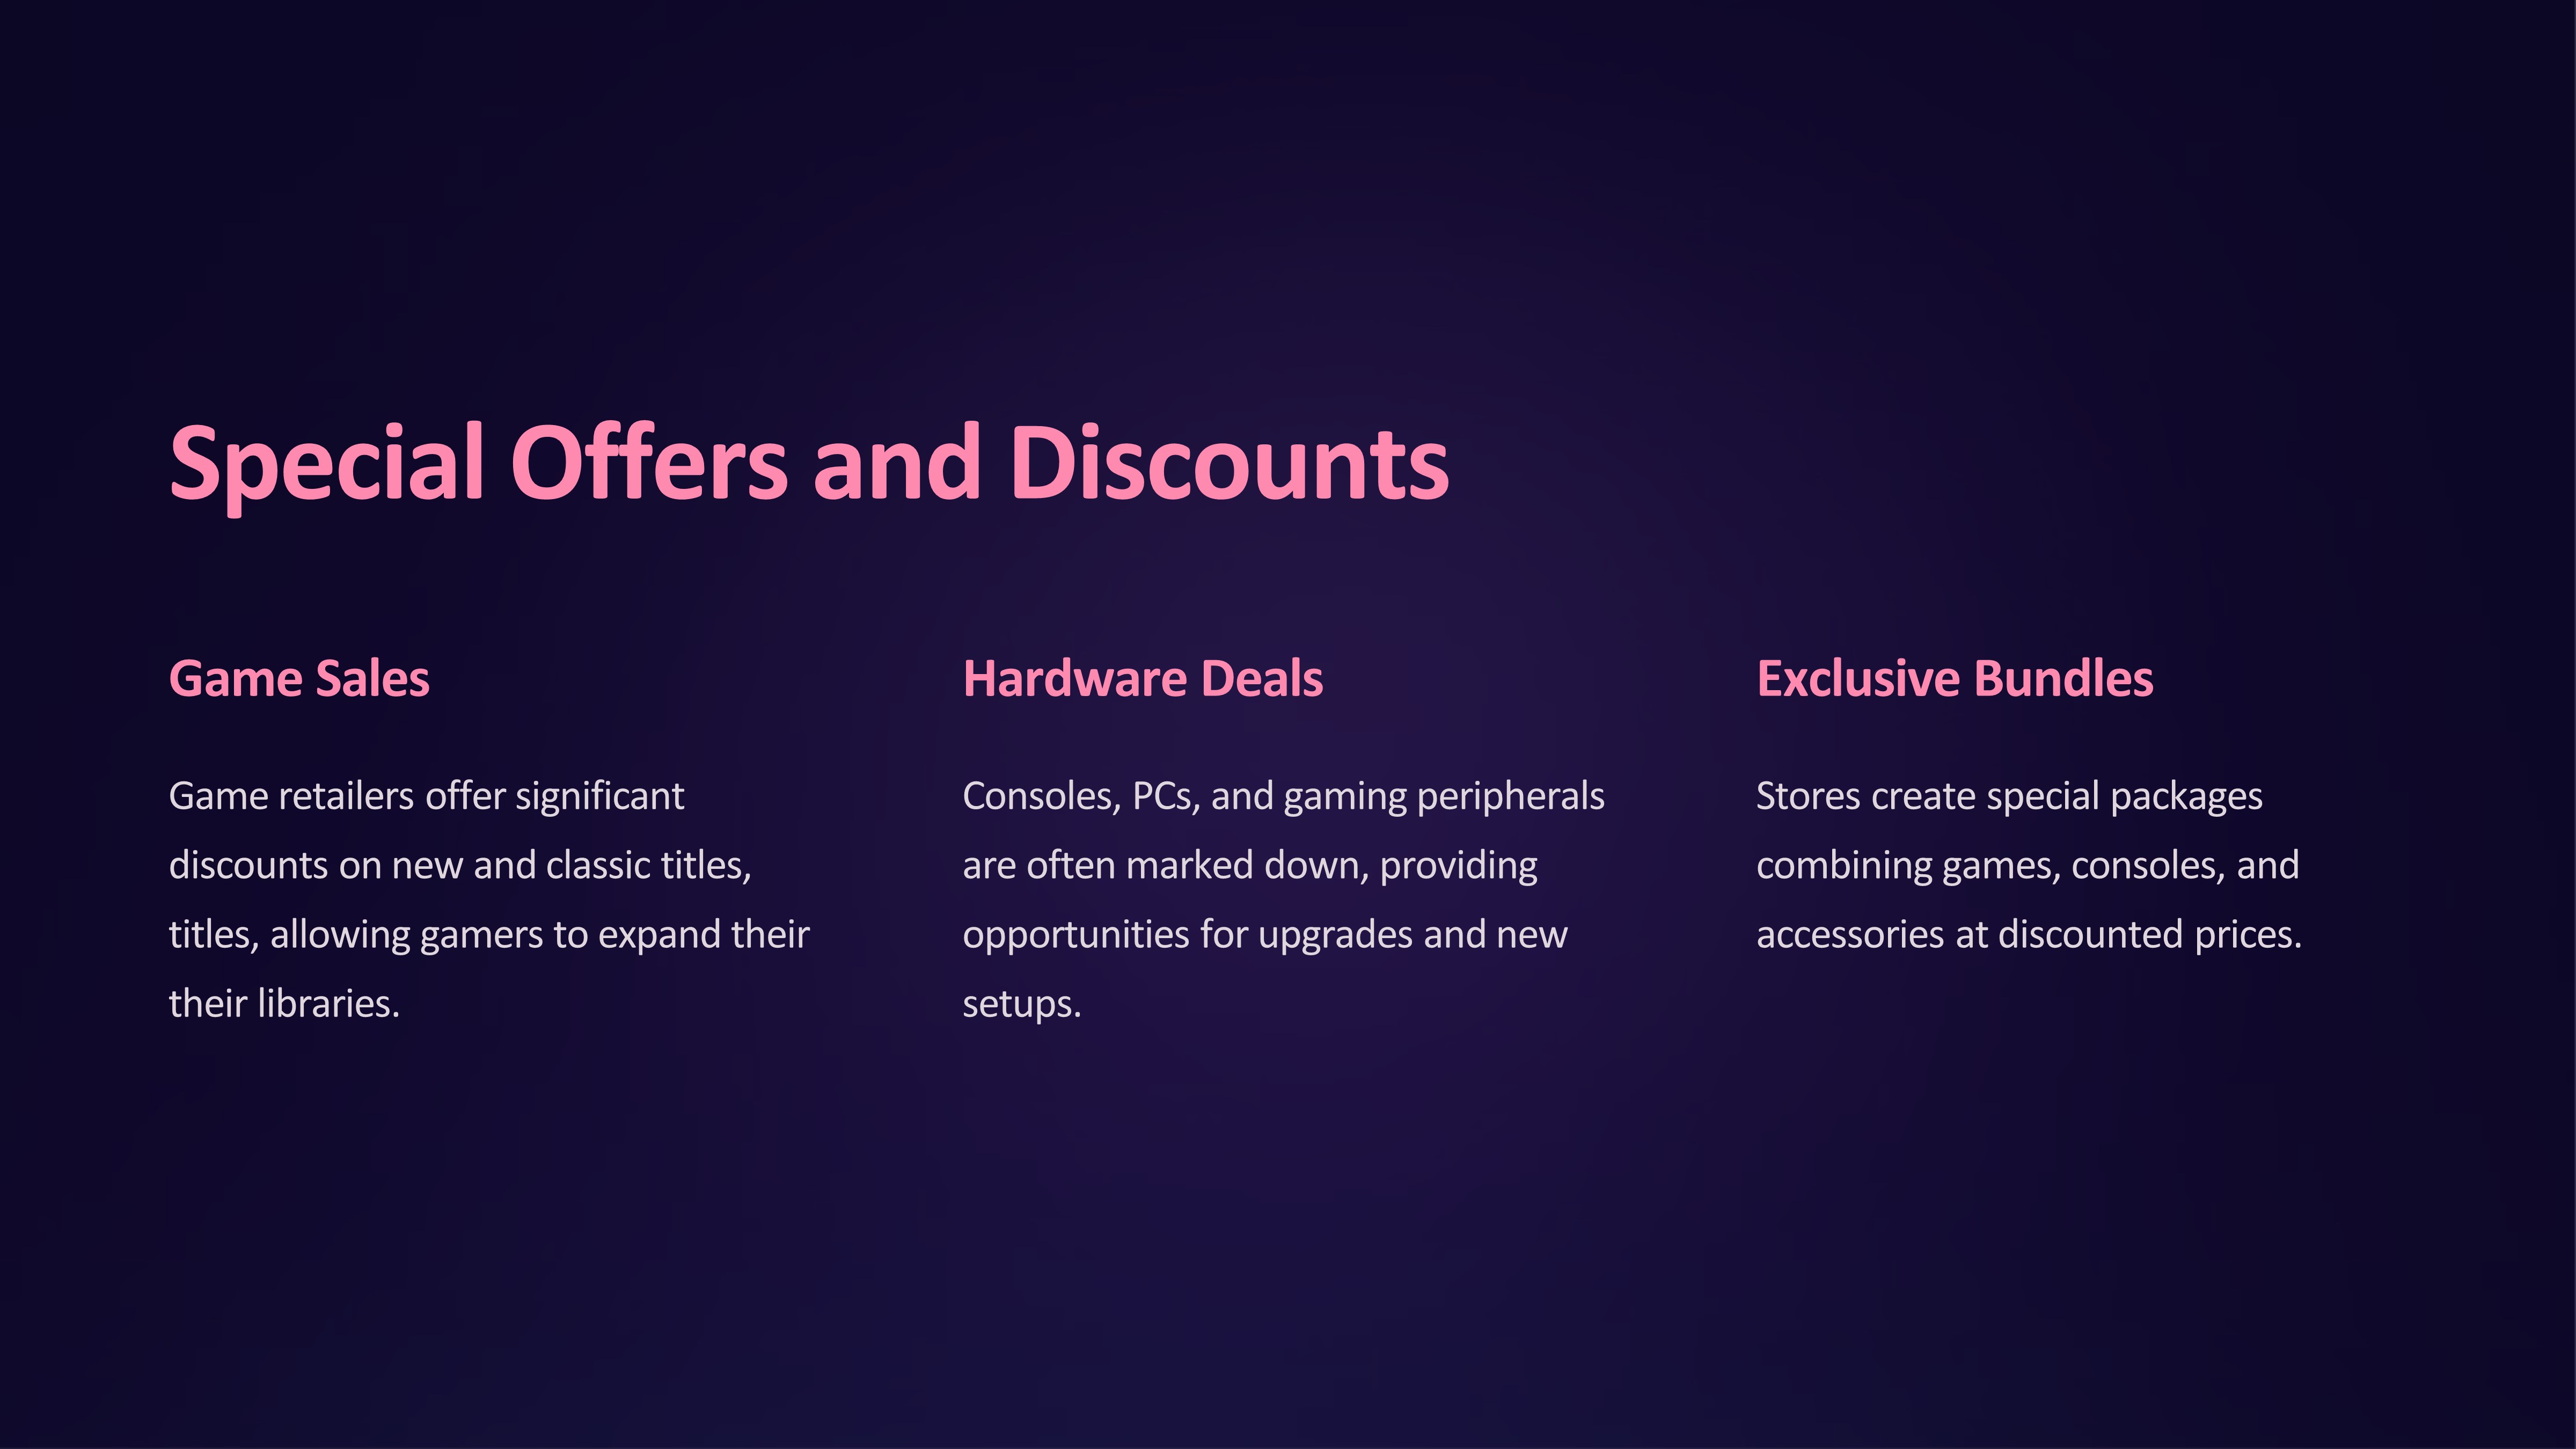 Special Offers and Discounts
Game Sales
Game retailers offer significant
discounts on new and classic titles,
titles, allowing gamers to expand their
their libraries.
Hardware Deals
Consoles, PCs, and gaming peripherals
are often marked down, providing
opportunities for upgrades and new
setups.
Exclusive Bundles
Stores create special packages
combining games, consoles, and
accessories at discounted prices.